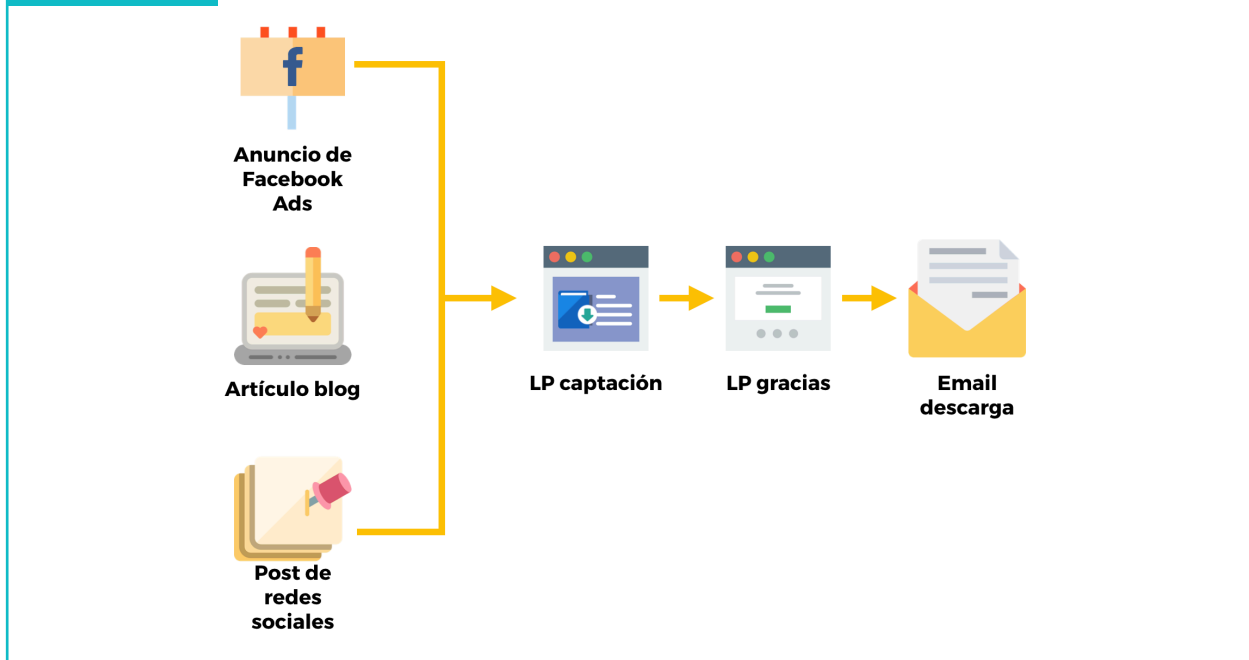 f
Anuncio de
Facebook
Ads
Artículo blog
Post de
redes
sociales
LP captación
LP gracias
Email
descarga